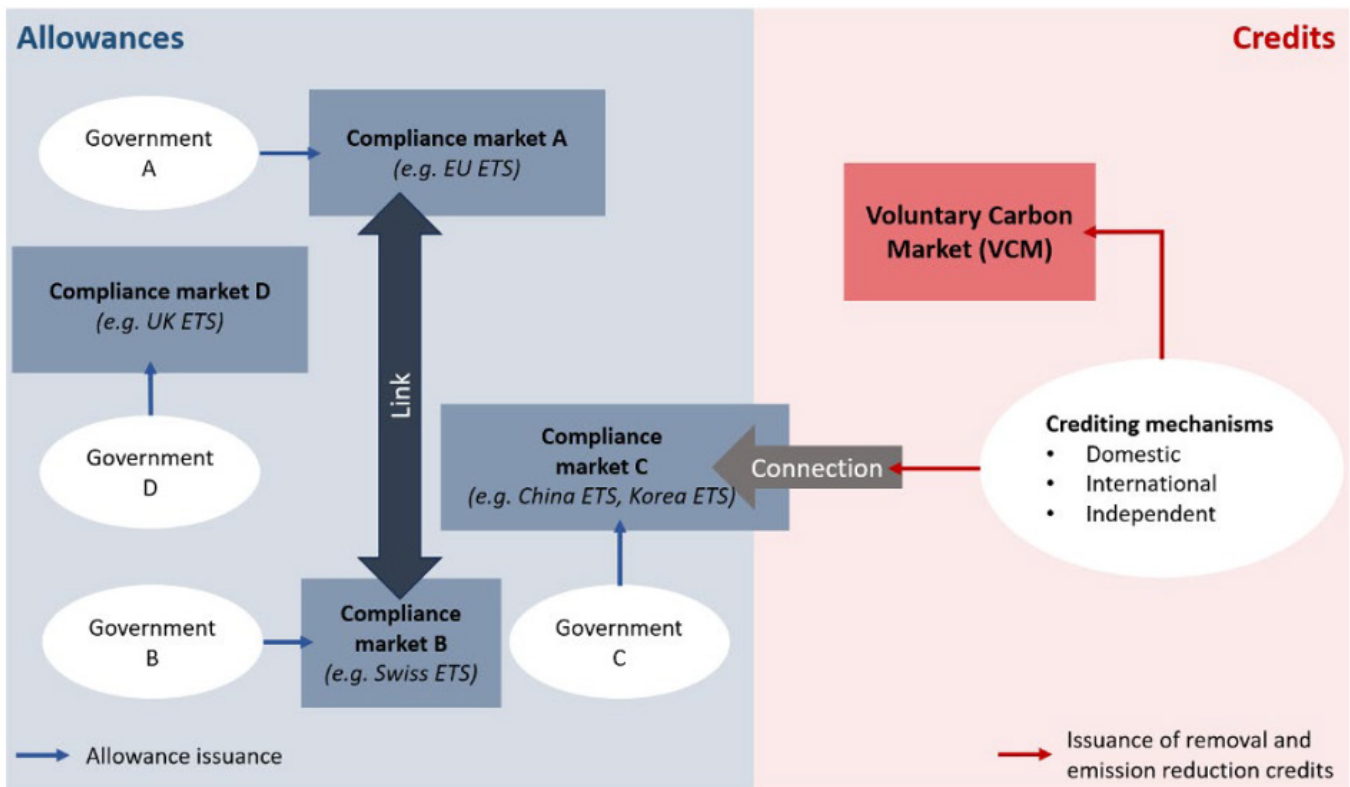 Allowances
Credits
Government
A
Compliance market A
(e.g. EU ETS)
Voluntary Carbon
Market (VCM)
Compliance market D
(e.g. UK ETS)
Link
Government
D
Compliance
market C
(e.g. China ETS, Korea ETS)
Connection
Crediting mechanisms
• Domestic
• International
• Independent
Government
B
Compliance
market B
(e.g. Swiss ETS)
Government
C
Allowance issuance
Issuance of removal and
emission reduction credits